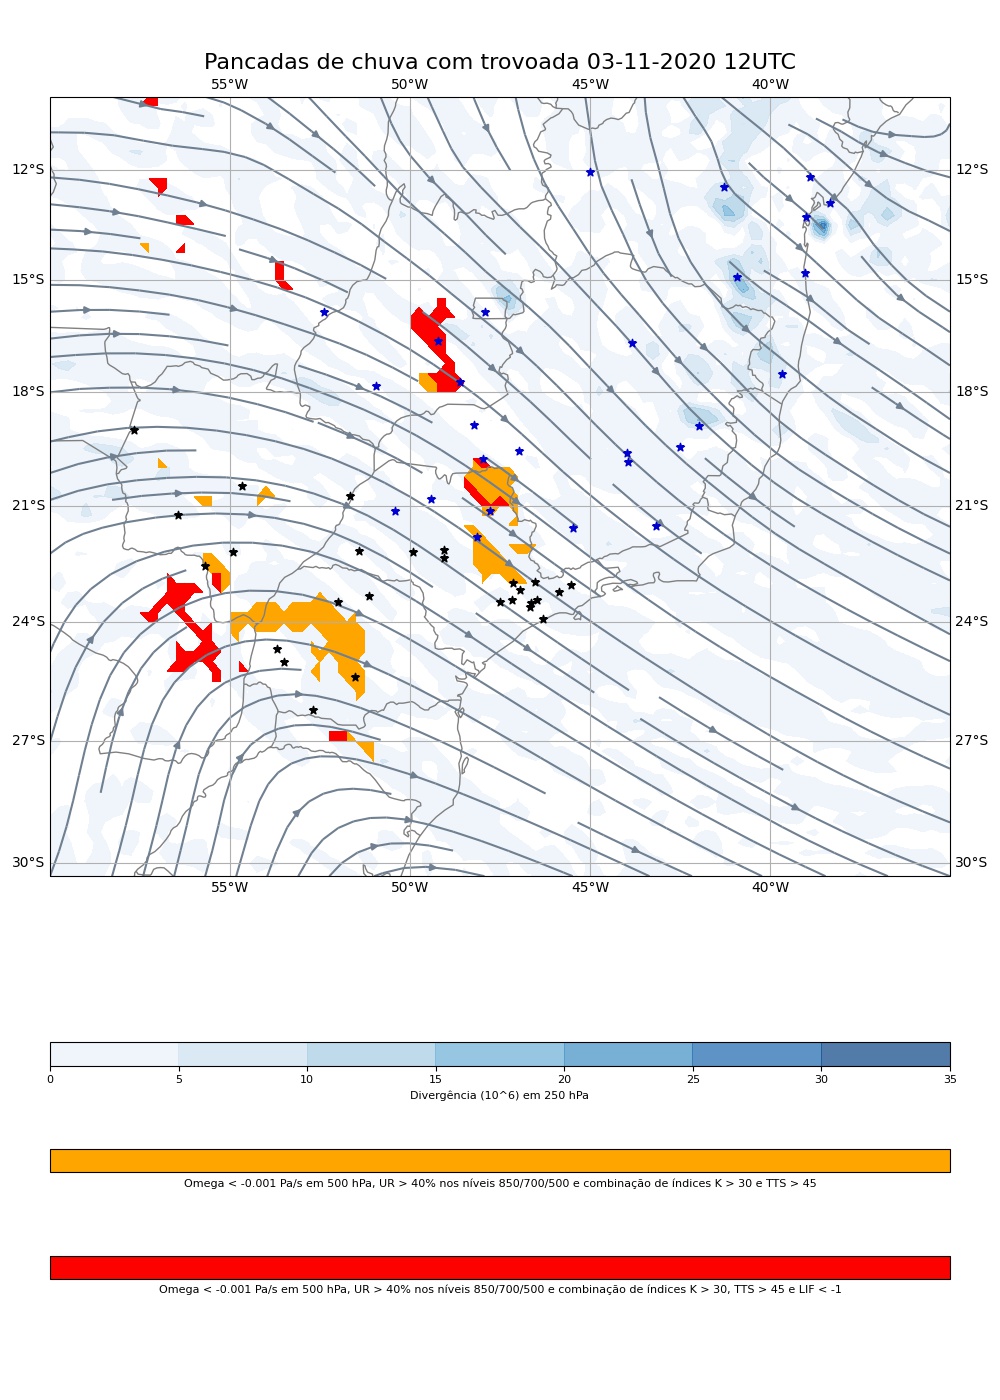 Pancadas de chuva com trovoada 03-11-2020 12UTC
55°W 50°W 45°W 40°W
12°S 12°S
15°S 15°S
18°S 18°S
21°S 21°S
24°S 24°S
27°S 27°S
30°S 30°S
55°W 50°W 45°W 40°W
0 5 10 15 20 25 30 35
Divergência (10^6) em 250 hPa
Omega < -0.001 Pa/s em 500 hPa, UR > 40% nos níveis 850/700/500 e combinação de índices K > 30 e TTS > 45
Omega < -0.001 Pa/s em 500 hPa, UR > 40% nos níveis 850/700/500 e combinação de índices K > 30, TTS > 45 e LIF < -1